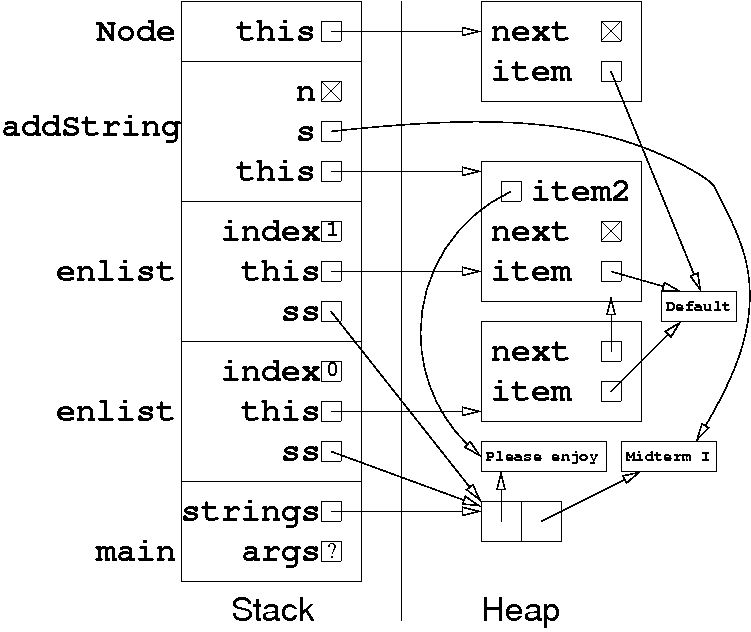 Node this next
item
n
addString s
this
item2
index 1 next
enlist this item
ss Default
next
index 0 item
enlist this
ss Please enjoy Midterm I
strings
main args ?
Stack Heap